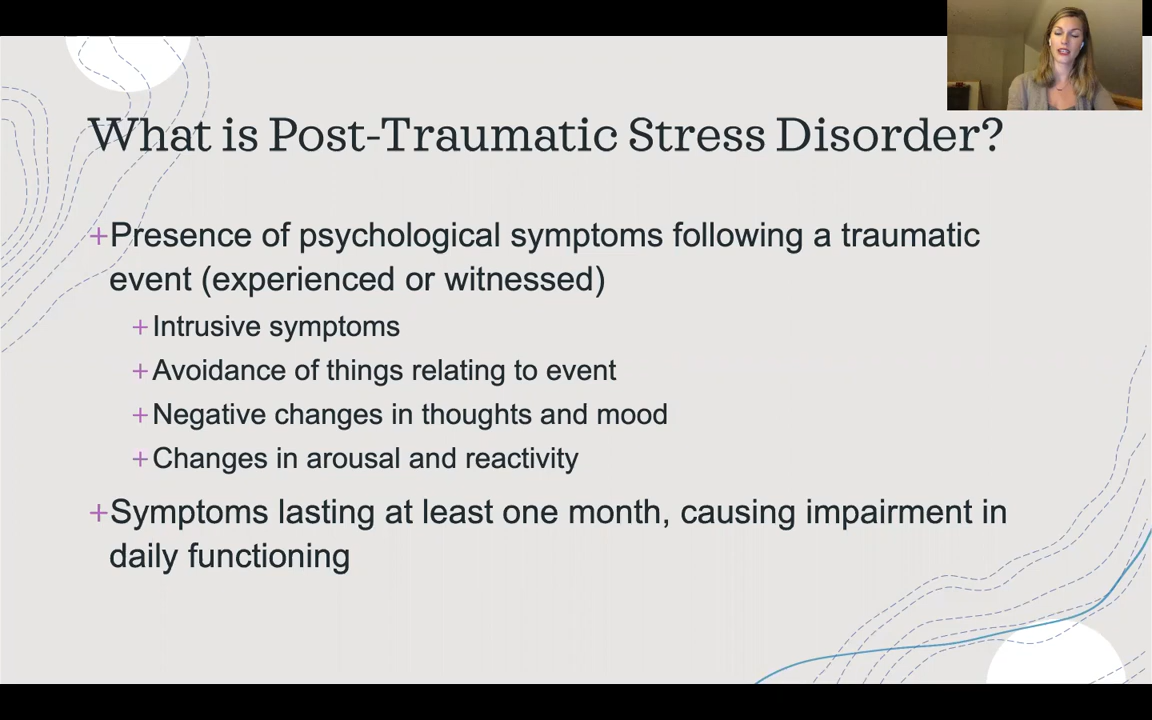 What is Post-Traumatic Stress Disorder?
+Presence of psychological symptoms following a traumatic
event (experienced or witnessed)
+Intrusive symptoms
+Avoidance of things relating to event
+Negative changes in thoughts and mood
+Changes in arousal and reactivity
+Symptoms lasting at least one month, causing impairment in
daily functioning